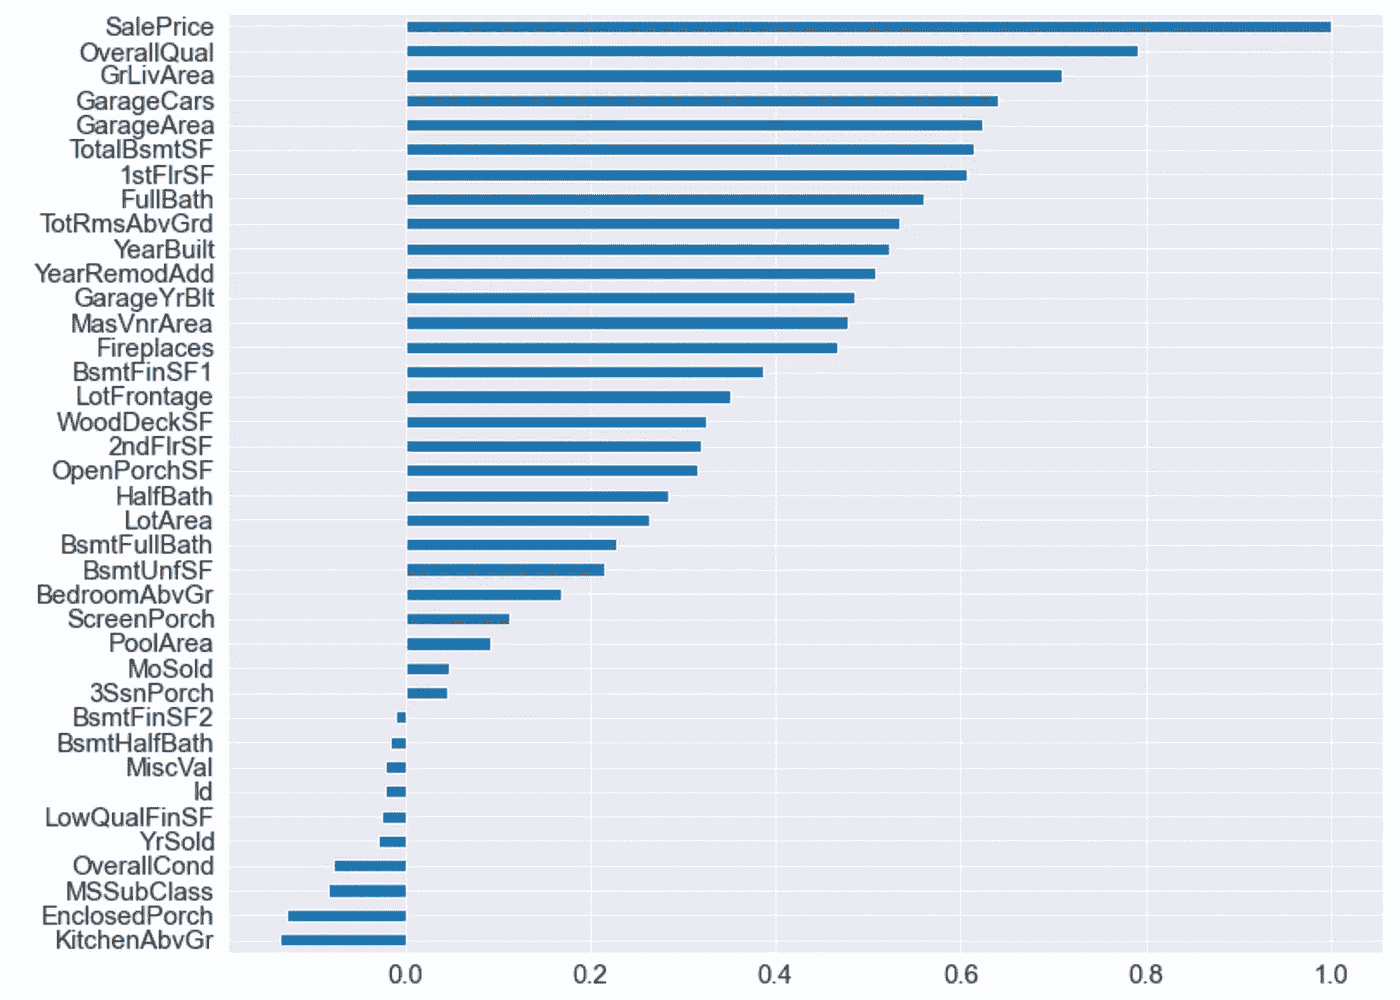 SalePrice
OverallQual
GrLivArea
GarageCars
GarageArea
TotalBsmtSF
1stFlrSF
FullBath
TotRmsAbvGrd
YearBuilt
YearRemodAdd
GarageYrBlt
MasVnrArea
Fireplaces
BsmtFinSF1
LotFrontage
WoodDeckSF
2ndFlrSF
OpenPorchSF
HalfBath
LotArea
BsmtFullBath
BsmtUnfSF
BedroomAbvGr
ScreenPorch
PoolArea
MoSold
3SsnPorch
BsmtFinSF2
BsmtHalfBath
MiscVal
Id
LowQualFinSF
YrSold
OverallCond
MSSubClass
EnclosedPorch
KitchenAbvGr
0.0 0.2 0.4 0.6 0.8 1.0